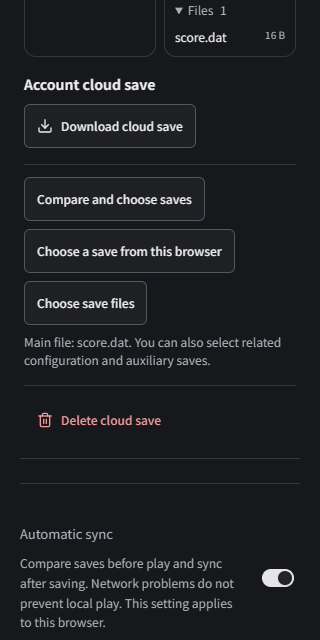 Files 1
score.dat 16 B
Account cloud save
Download cloud save
Compare and choose saves
Choose a save from this browser
Choose save files
Main file: score.dat. You can also select related
configuration and auxiliary saves.
Delete cloud save
Automatic sync
Compare saves before play and sync
after saving. Network problems do not
prevent local play. This setting applies
to this browser.